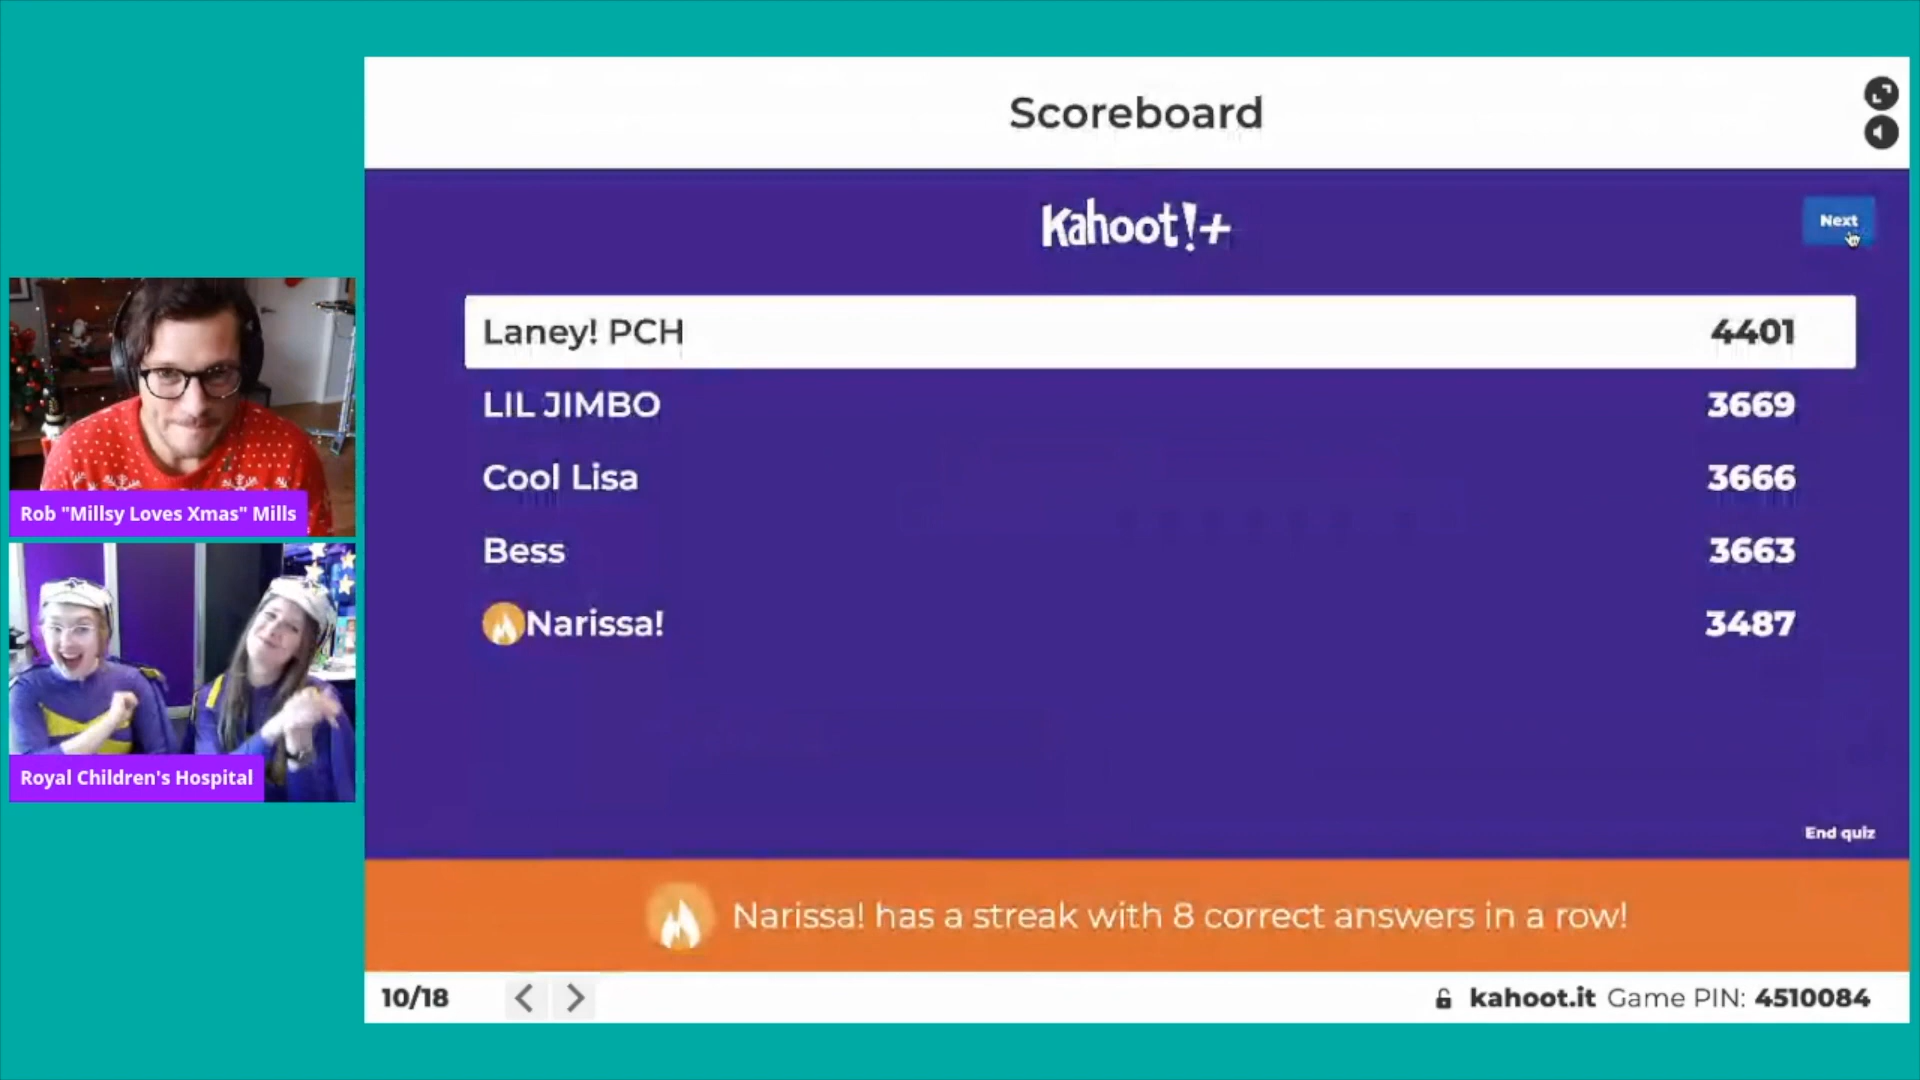 Scoreboard
Kahoot!+
Next
Laney! PCH 4401
LIL JIMBO 3669
Cool Lisa 3666
Bess 3663
Narissa! 3487
End quiz
Narissa! has a streak with 8 correct answers in a row!
10/18
kahoot.it Game PIN: 4510084
Rob "Millsy Loves Xmas" Mills
Royal Children's Hospital